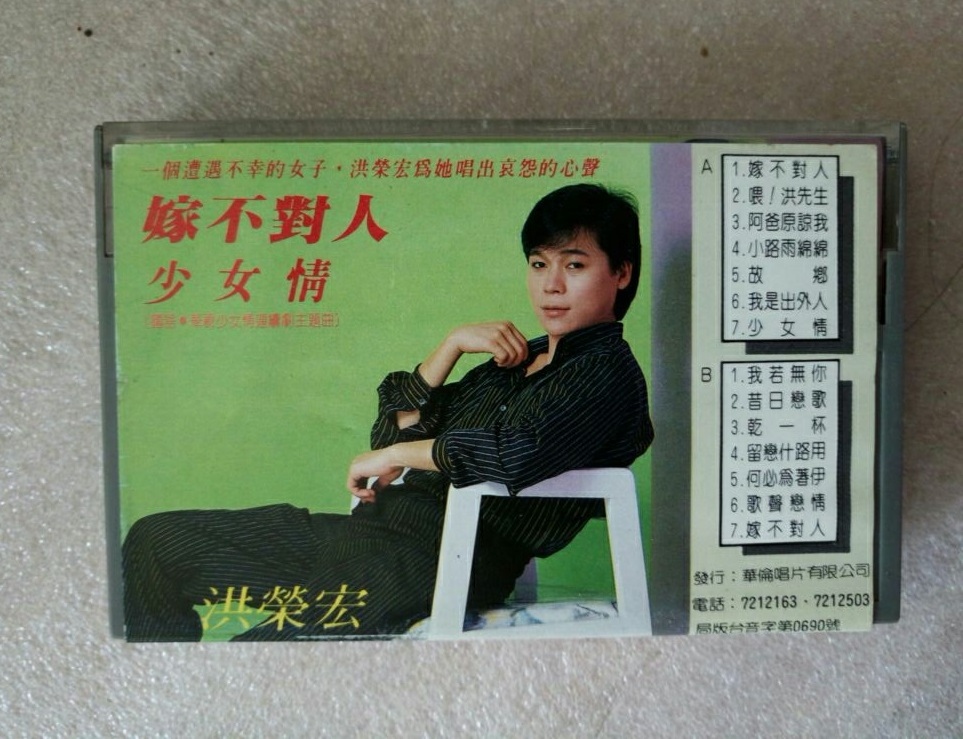 一個遭遇不幸的女子，洪榮宏爲她唱出哀怨的心聲
嫁不對人
少女情
洪榮宏
A
1.嫁不對人
2.喂！洪先生
3.阿爸原諒我
4.小路雨綿綿
5.故鄉
6.我是出外人
7.少女情
B
1.我若無你
2.昔日戀歌
3.乾一杯
4.留戀什路用
5.何必爲著伊
6.歌聲戀情
7.嫁不對人
發行：華倫唱片有限公司
電話：7212163、7212503
局版台音字第0690號